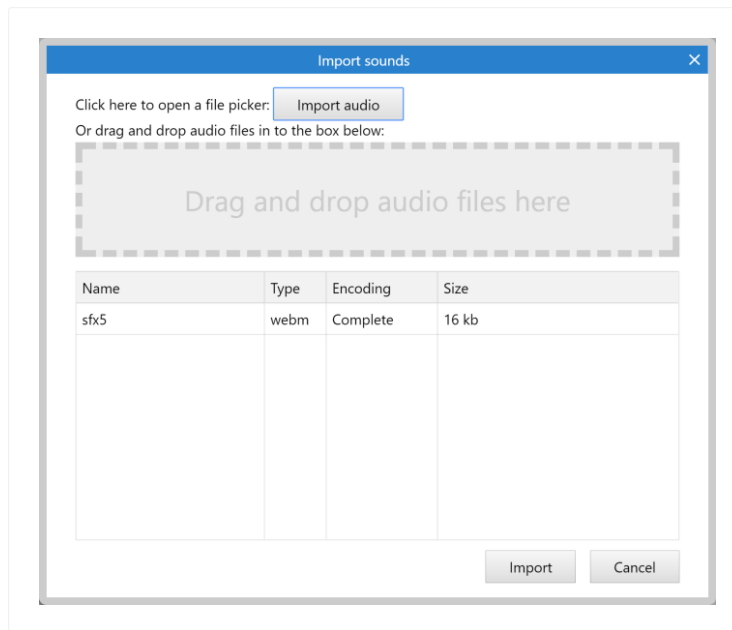 Import sounds
Click here to open a file picker: Import audio
Or drag and drop audio files in to the box below:
Drag and drop audio files here
Name Type Encoding Size
sfx5 webm Complete 16 kb
Import Cancel